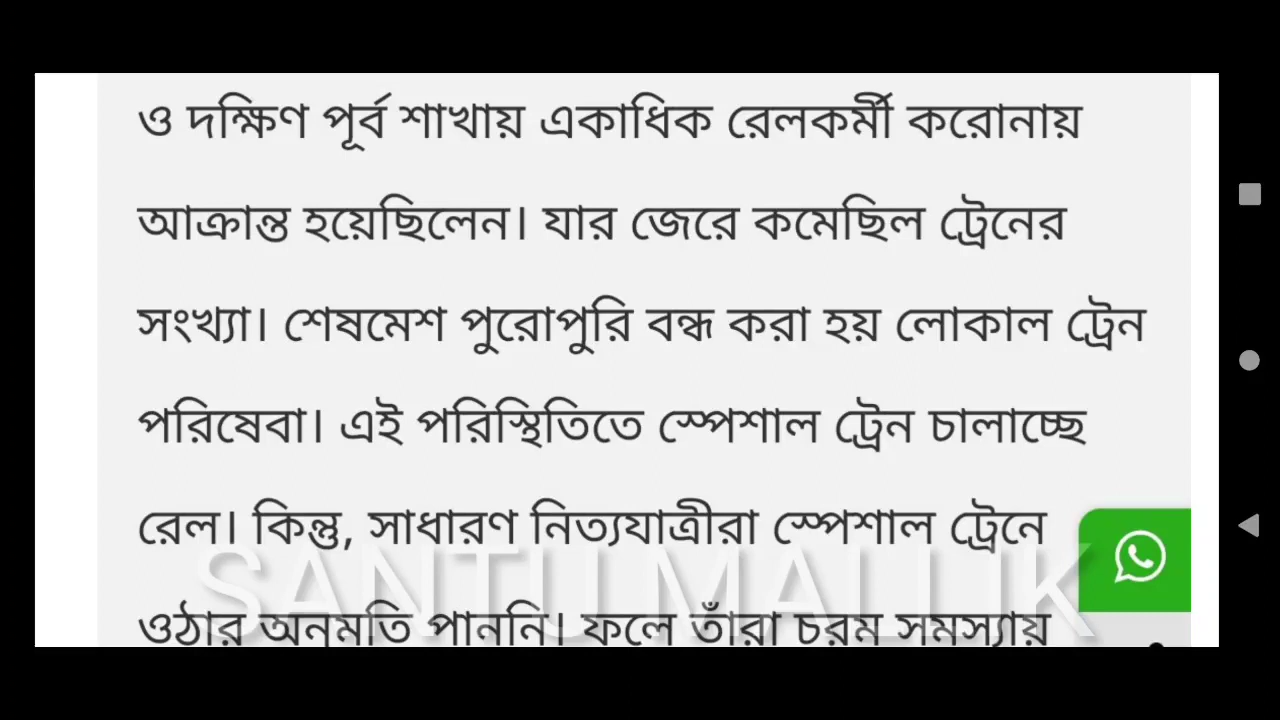 ও দক্ষিণ পূর্ব শাখায় একাধিক রেলকর্মী করোনায়
আক্রান্ত হয়েছিলেন। যার জেরে কমেছিল ট্রেনের
সংখ্যা। শেষমেশ পুরোপুরি বন্ধ করা হয় লোকাল ট্রেন
পরিষেবা। এই পরিস্থিতিতে স্পেশাল ট্রেন চালাচ্ছে
রেল। কিন্তু, সাধারণ নিত্যযাত্রীরা স্পেশাল ট্রেনে
SANTU MALLIK
ওঠার অনুমতি পাননি। ফলে তাঁরা চরম সমস্যায়